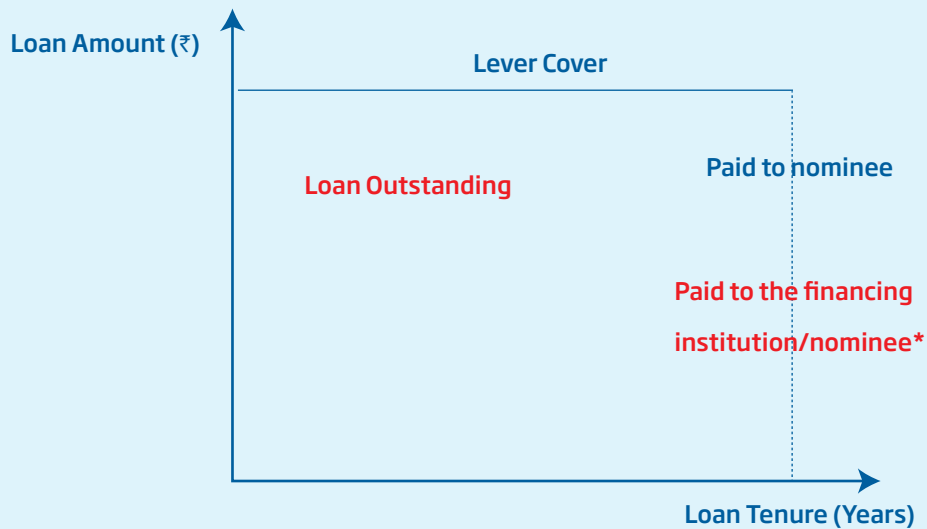 Loan Amount (₹)
Lever Cover
Paid to nominee
Loan Outstanding
Paid to the financing
institution/nominee*
Loan Tenure (Years)